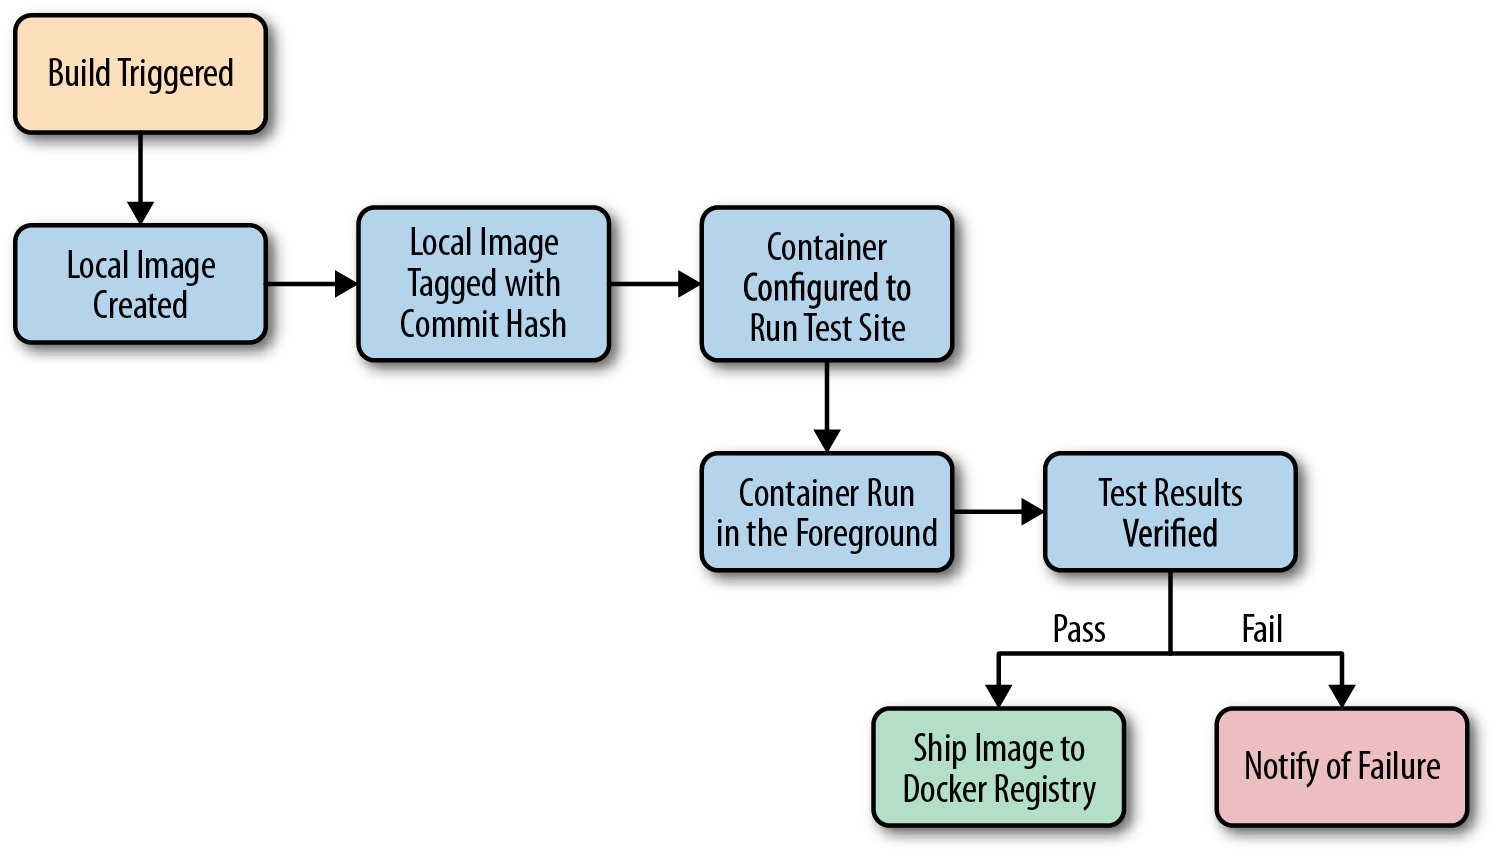 Build Triggered
Local Image
Created
Local Image
Tagged with
Commit Hash
Container
Configured to
Run Test Site
Container Run
in the Foreground
Test Results
Verified
Pass
Fail
Ship Image to
Docker Registry
Notify of Failure